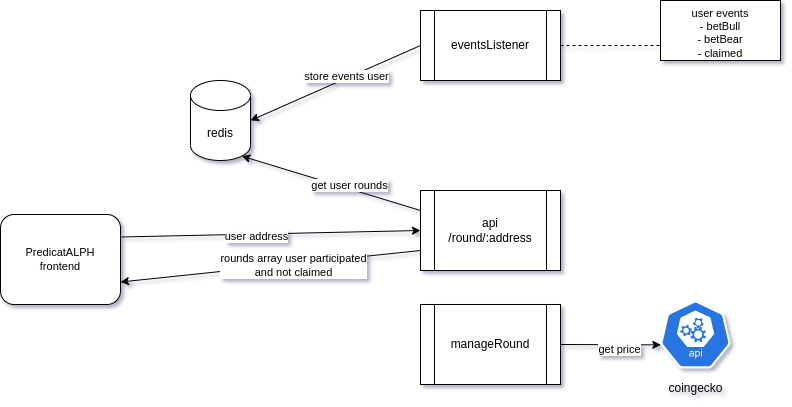 user events
- betBull
- betBear
- claimed
eventsListener
store events user
redis
get user rounds
api
/round/:address
user address
PredicatALPH
frontend
rounds array user participated
and not claimed
manageRound
get price
api
coingecko